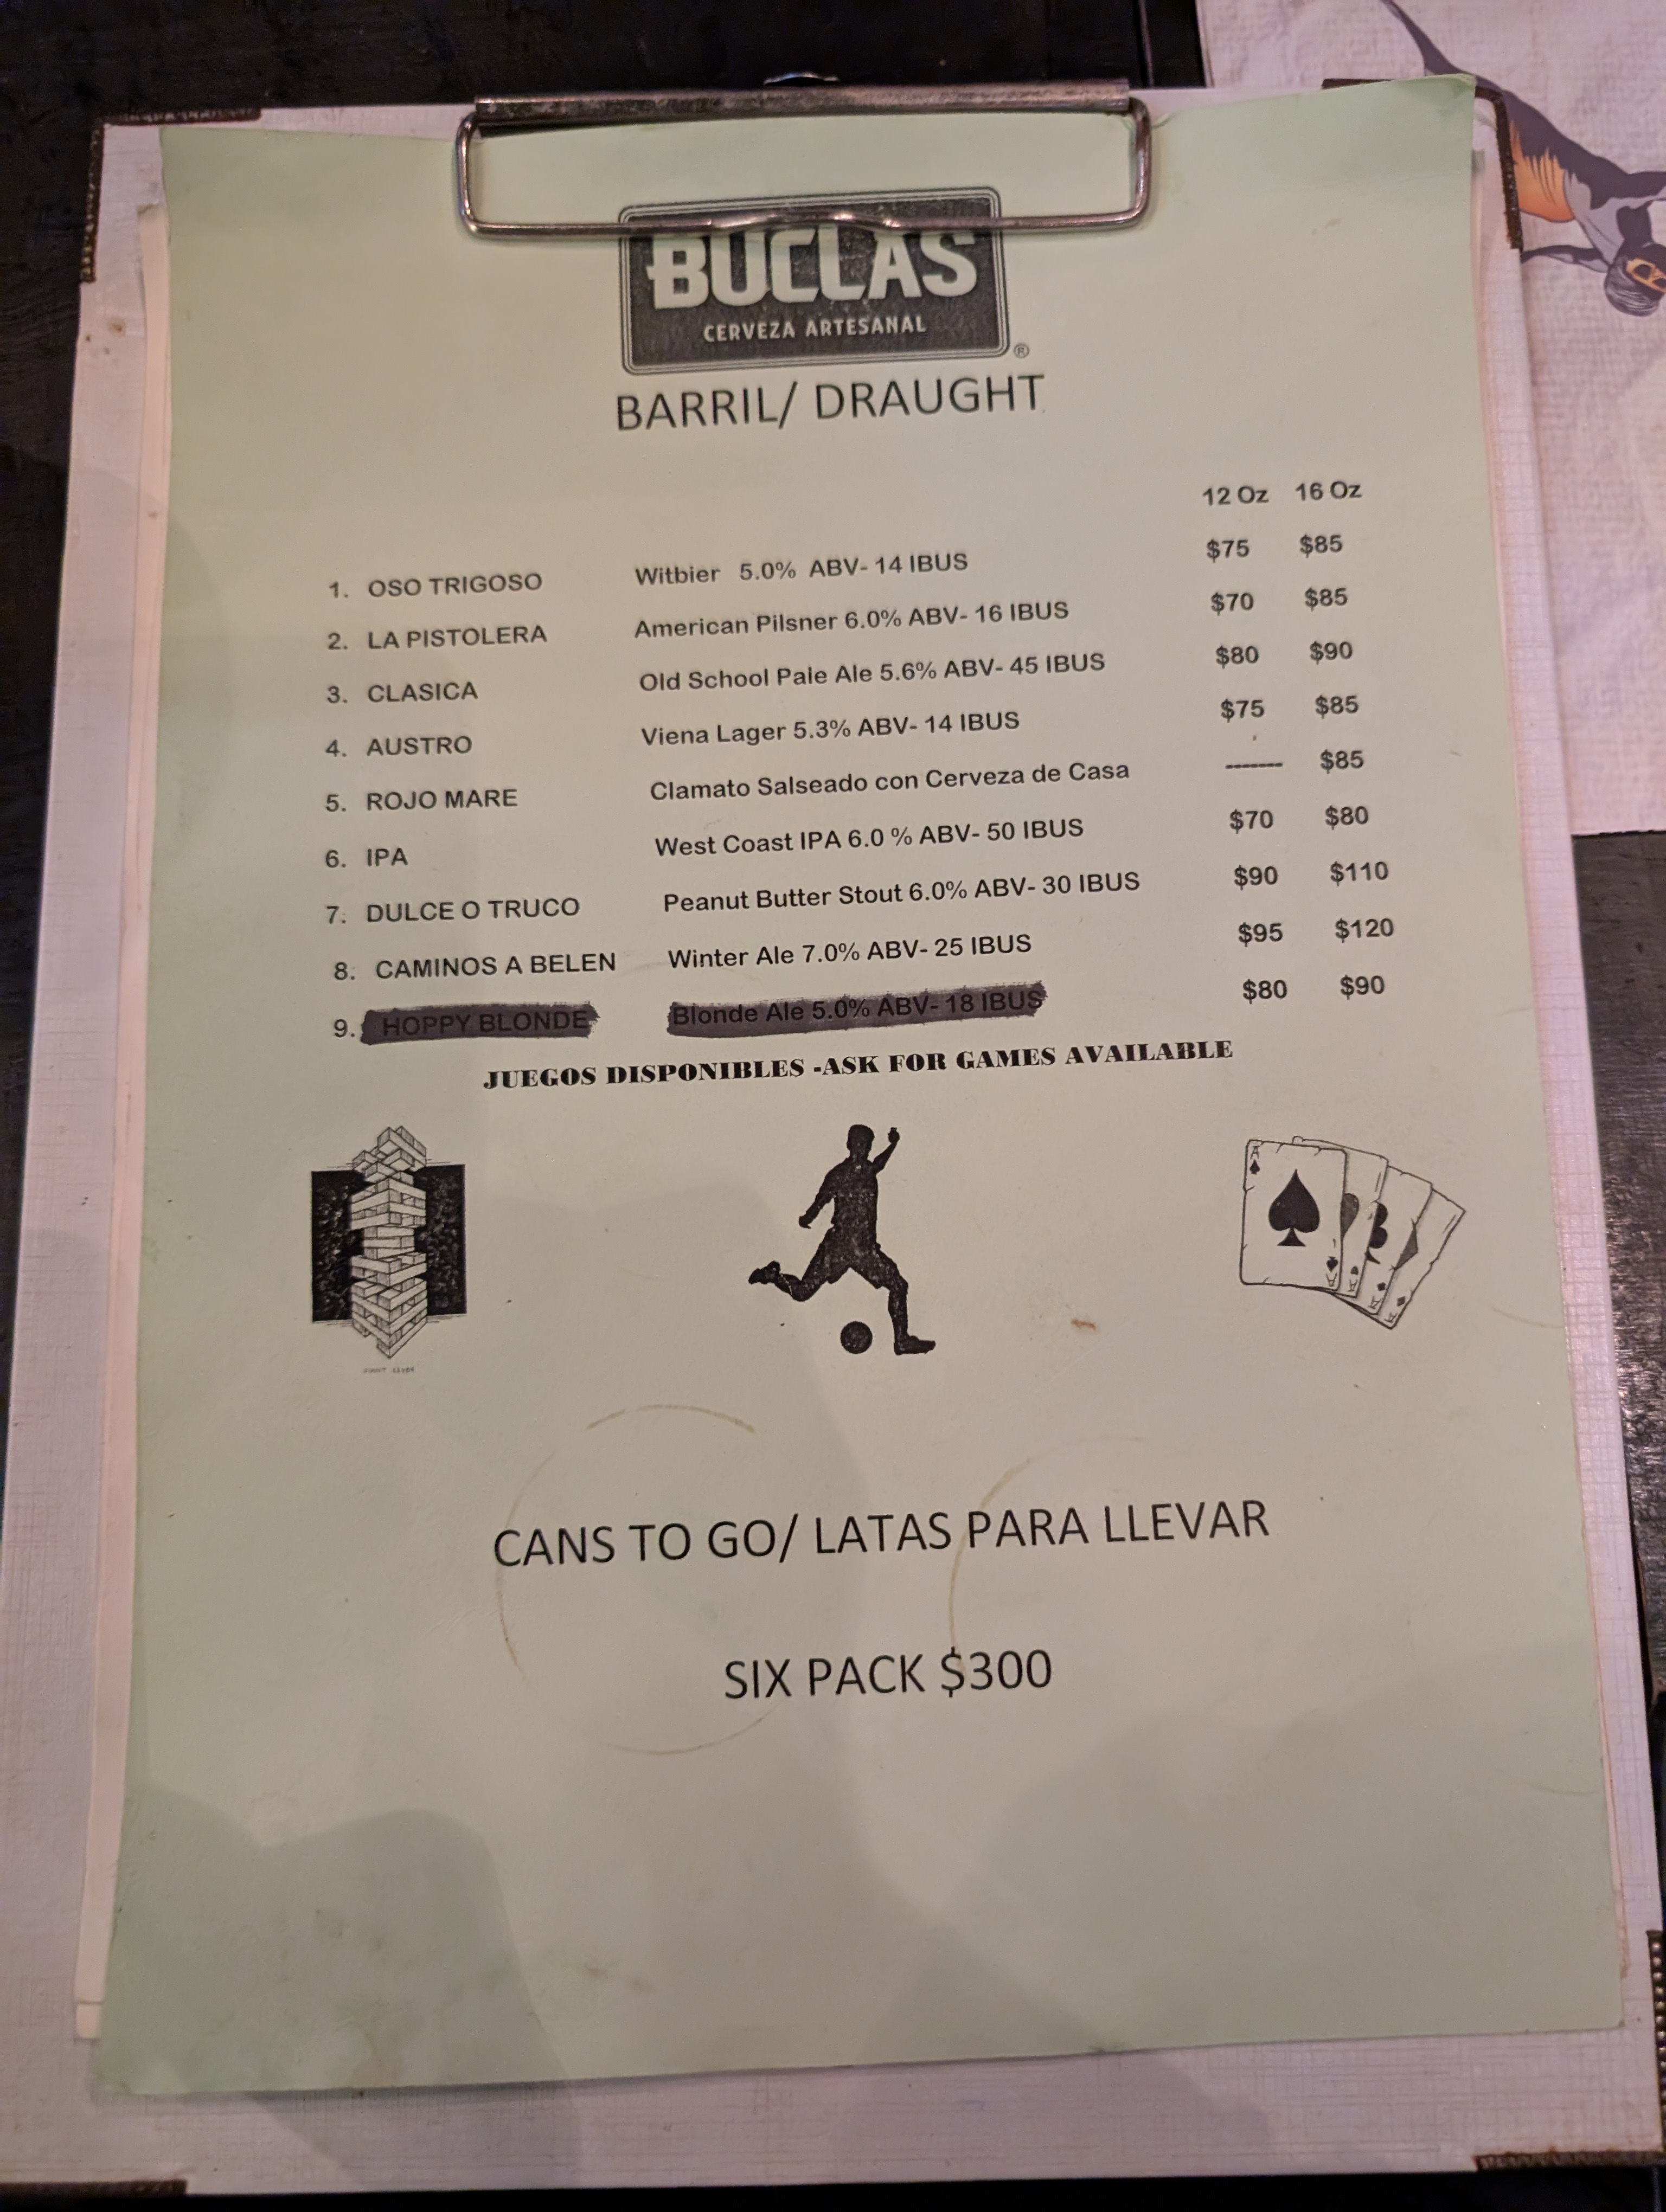 BUCLAS
CERVEZA ARTESANAL
®
BARRIL/ DRAUGHT
12 Oz 16 Oz
1. OSO TRIGOSO Witbier 5.0% ABV- 14 IBUS $75 $85
2. LA PISTOLERA American Pilsner 6.0% ABV- 16 IBUS $70 $85
3. CLASICA Old School Pale Ale 5.6% ABV- 45 IBUS $80 $90
4. AUSTRO Viena Lager 5.3% ABV- 14 IBUS $75 $85
5. ROJO MARE Clamato Salseado con Cerveza de Casa ------- $85
6. IPA West Coast IPA 6.0 % ABV- 50 IBUS $70 $80
7. DULCE O TRUCO Peanut Butter Stout 6.0% ABV- 30 IBUS $90 $110
8. CAMINOS A BELEN Winter Ale 7.0% ABV- 25 IBUS $95 $120
9. HOPPY BLONDE Blonde Ale 5.0% ABV- 18 IBUS $80 $90
JUEGOS DISPONIBLES -ASK FOR GAMES AVAILABLE
A
CANS TO GO/ LATAS PARA LLEVAR
SIX PACK $300